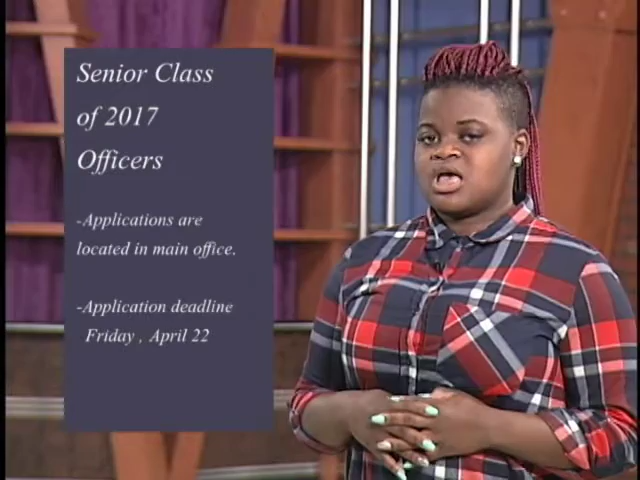 Senior Class
of 2017
Officers
-Applications are
located in main office.
-Application deadline
Friday , April 22